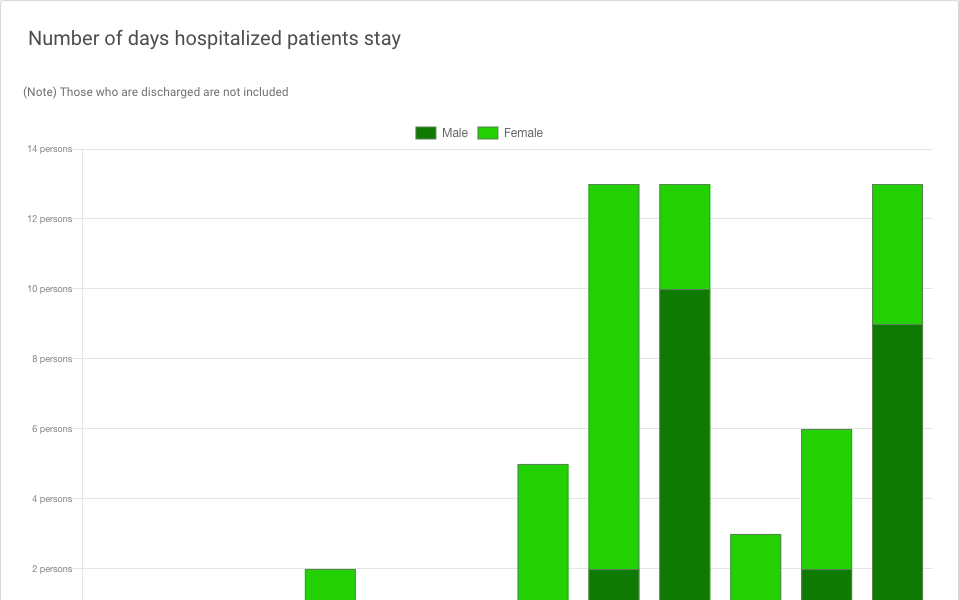 Number of days hospitalized patients stay
(Note) Those who are discharged are not included
Male Female
14 persons
12 persons
10 persons
8 persons
6 persons
4 persons
2 persons